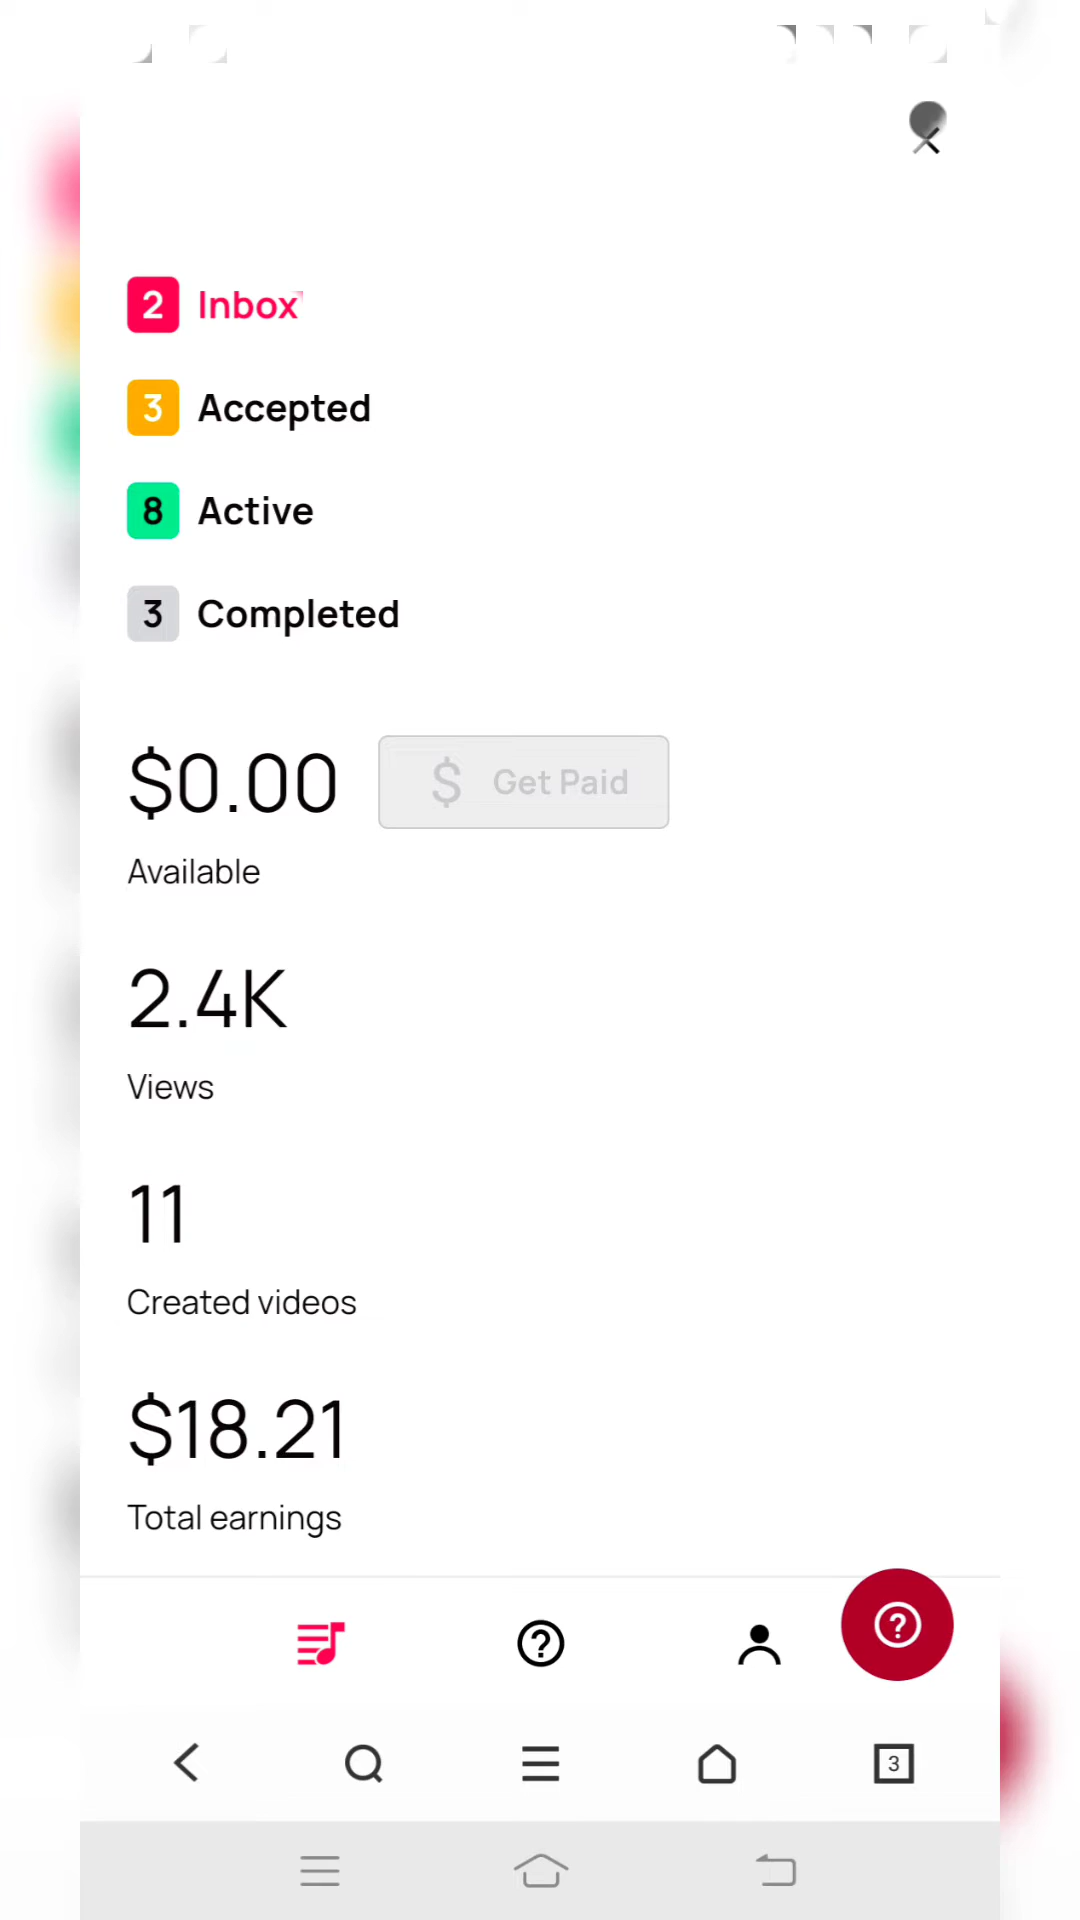 2 Inbox
3 Accepted
8 Active
3 Completed
$0.00 $ Get Paid
Available
2.4K
Views
11
Created videos
$18.21
Total earnings
?
?
3